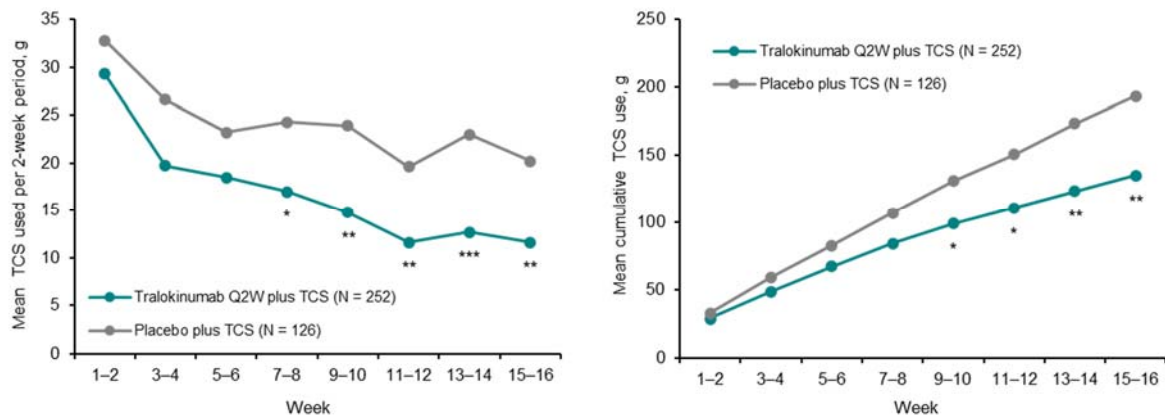 Mean TCS used per 2-week period, g
35
30
25
20
15
10
5
0
*
**
**
***
**
Tralokinumab Q2W plus TCS (N = 252)
Placebo plus TCS (N = 126)
1–2 3–4 5–6 7–8 9–10 11–12 13–14 15–16
Week
Mean cumulative TCS use, g
250
200
150
100
50
0
Tralokinumab Q2W plus TCS (N = 252)
Placebo plus TCS (N = 126)
*
*
**
**
1–2 3–4 5–6 7–8 9–10 11–12 13–14 15–16
Week